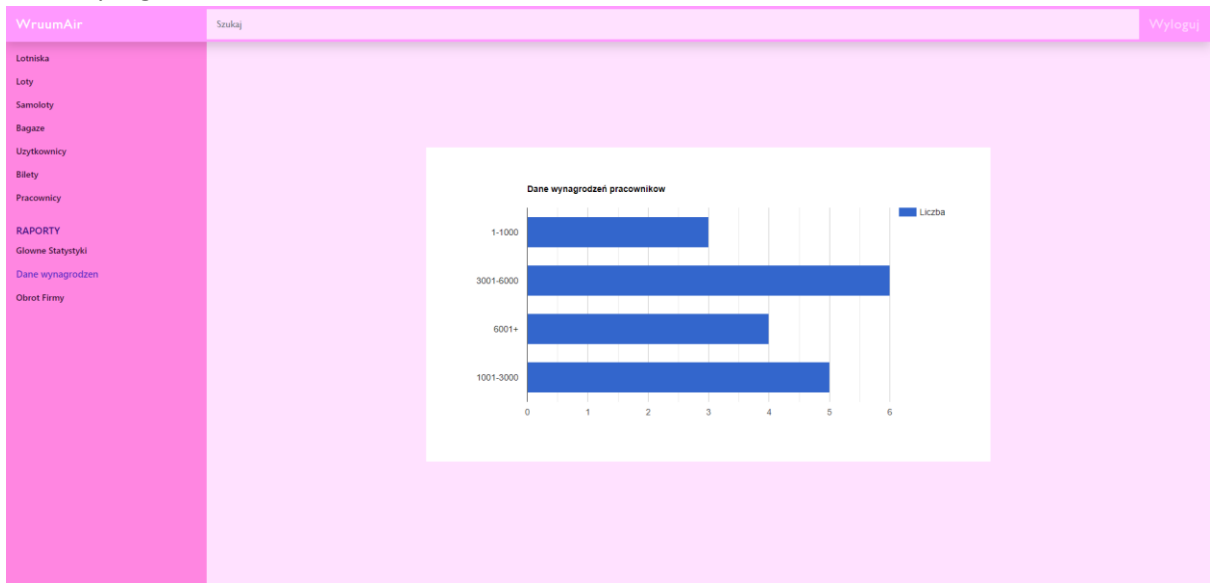 WruumAir
Szukaj
Wyloguj
Lotniska
Loty
Samoloty
Bagaze
Uzytkownicy
Bilety
Pracownicy
RAPORTY
Glowne Statystyki
Dane wynagrodzen
Obrot Firmy
Dane wynagrodzeń pracownikow
Liczba
1-1000
3001-6000
6001+
1001-3000
0 1 2 3 4 5 6